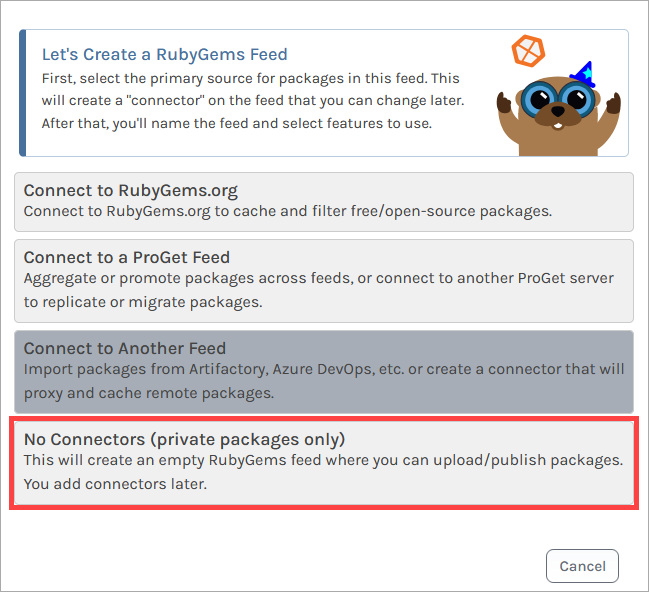 Let's Create a RubyGems Feed
First, select the primary source for packages in this feed. This
will create a "connector" on the feed that you can change later.
After that, you'll name the feed and select features to use.
Connect to RubyGems.org
Connect to RubyGems.org to cache and filter free/open-source packages.
Connect to a ProGet Feed
Aggregate or promote packages across feeds, or connect to another ProGet server
to replicate or migrate packages.
Connect to Another Feed
Import packages from Artifactory, Azure DevOps, etc. or create a connector that will
proxy and cache remote packages.
No Connectors (private packages only)
This will create an empty RubyGems feed where you can upload/publish packages.
You add connectors later.
Cancel